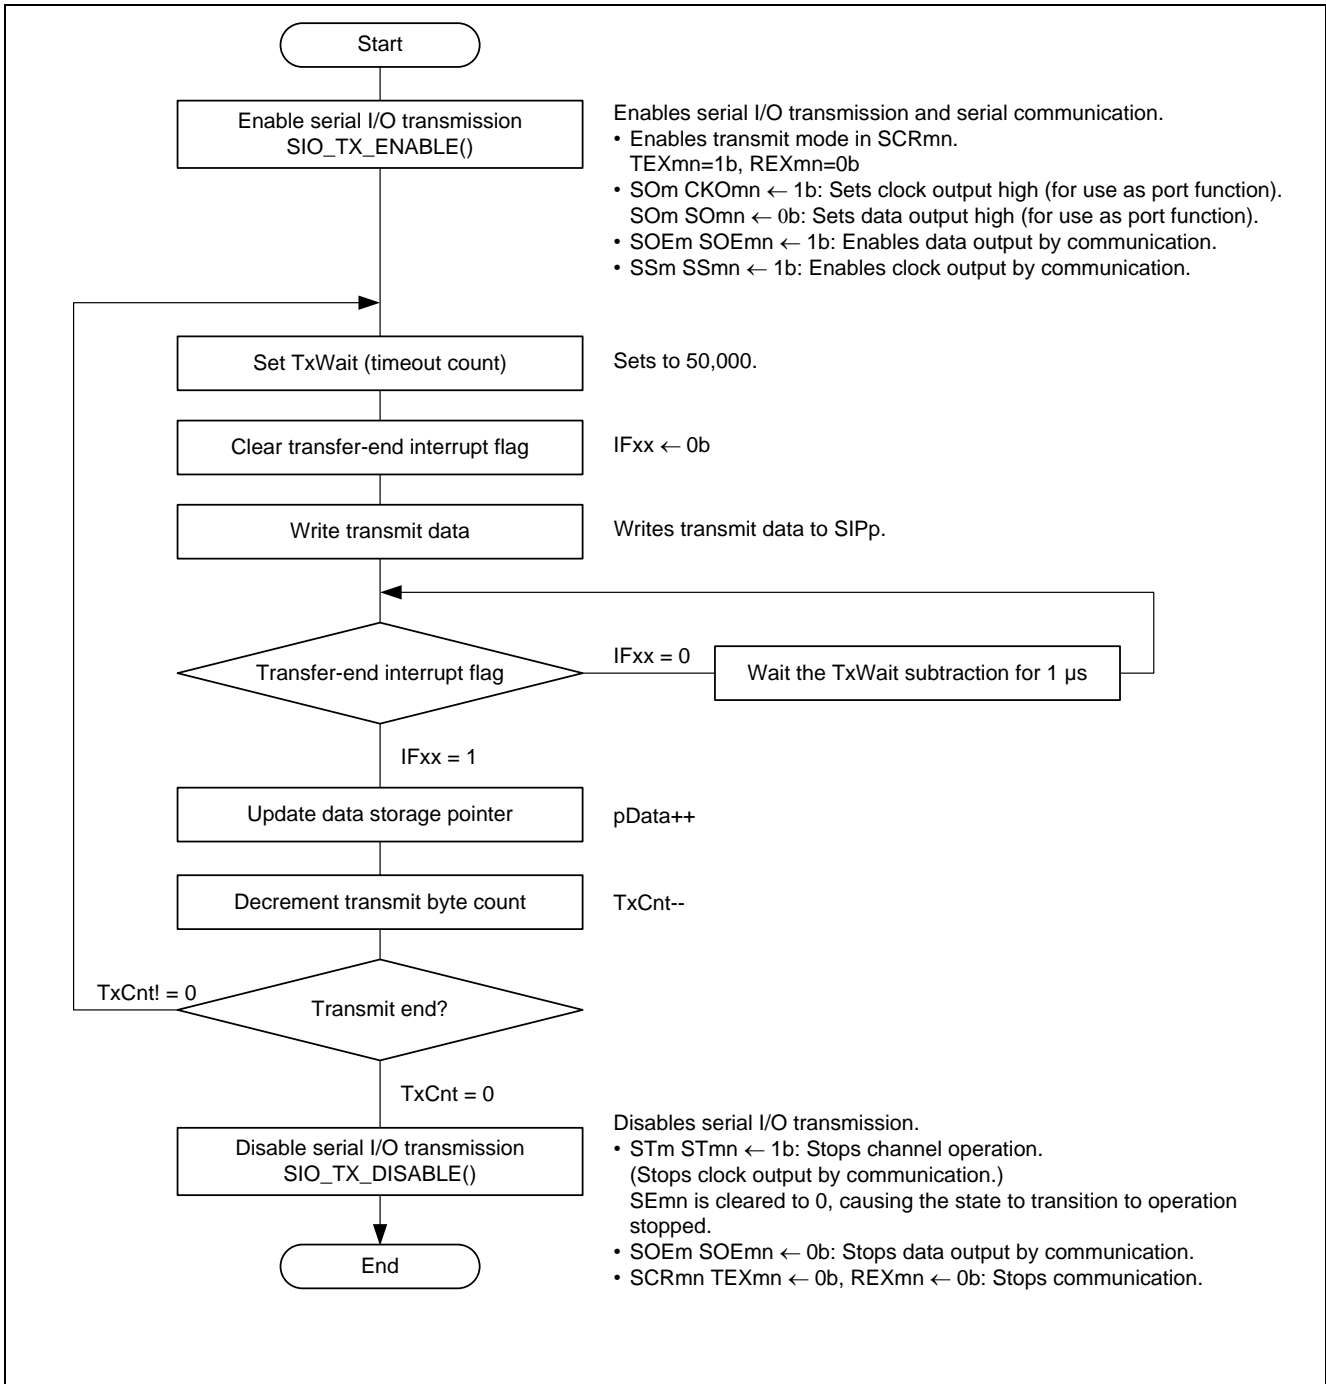 Start
Enable serial I/O transmission
SIO_TX_ENABLE()
Enables serial I/O transmission and serial communication.
• Enables transmit mode in SCRmn.
TEXmn=1b, REXmn=0b
• SOm CKOmn ← 1b: Sets clock output high (for use as port function).
SOm SOmn ← 0b: Sets data output high (for use as port function).
• SOEm SOEmn ← 1b: Enables data output by communication.
• SSm SSmn ← 1b: Enables clock output by communication.
Set TxWait (timeout count)
Sets to 50,000.
Clear transfer-end interrupt flag
IFxx ← 0b
Write transmit data
Writes transmit data to SIPp.
Transfer-end interrupt flag
IFxx = 0
Wait the TxWait subtraction for 1 µs
IFxx = 1
Update data storage pointer
pData++
Decrement transmit byte count
TxCnt--
TxCnt! = 0
Transmit end?
TxCnt = 0
Disable serial I/O transmission
SIO_TX_DISABLE()
Disables serial I/O transmission.
• STm STmn ← 1b: Stops channel operation.
(Stops clock output by communication.)
SEmn is cleared to 0, causing the state to transition to operation
stopped.
• SOEm SOEmn ← 0b: Stops data output by communication.
• SCRmn TEXmn ← 0b, REXmn ← 0b: Stops communication.
End